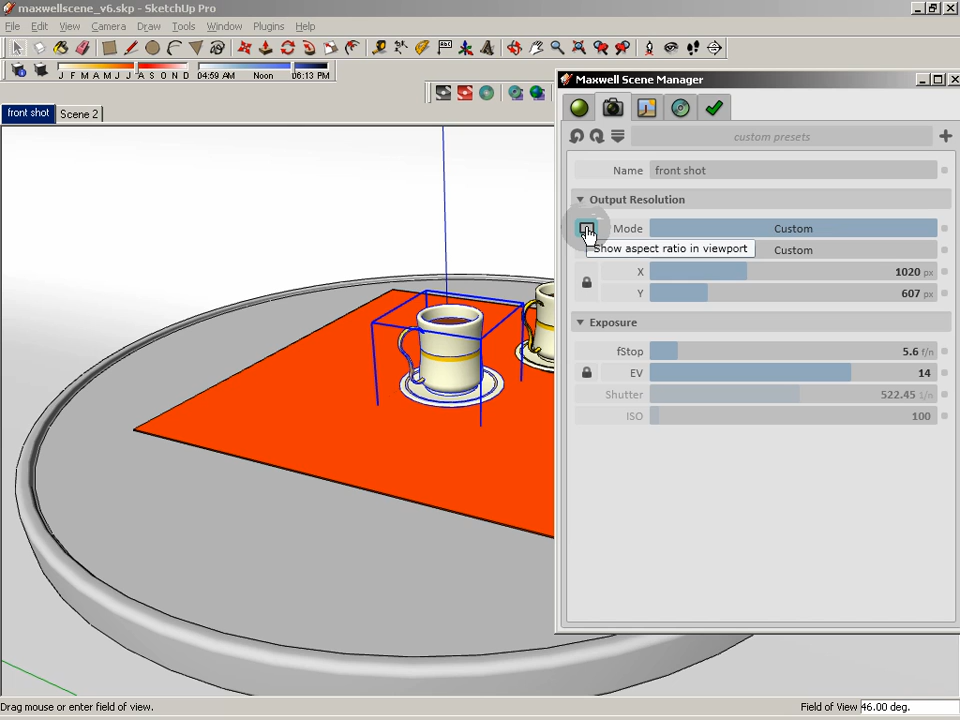 maxwellscene_v6.skp - SketchUp Pro
File Edit View Camera Draw Tools Window Plugins Help
J F M A M J J A S O N D 04:59 AM Noon 06:13 PM
Maxwell Scene Manager
front shot Scene 2
custom presets
Name front shot
Output Resolution
Mode Custom
Show aspect ratio in viewport Custom
X 1020 px
Y 607 px
Exposure
fStop 5.6 f/n
EV 14
Shutter 522.45 1/n
ISO 100
Drag mouse or enter field of view. Field of View 46.00 deg.